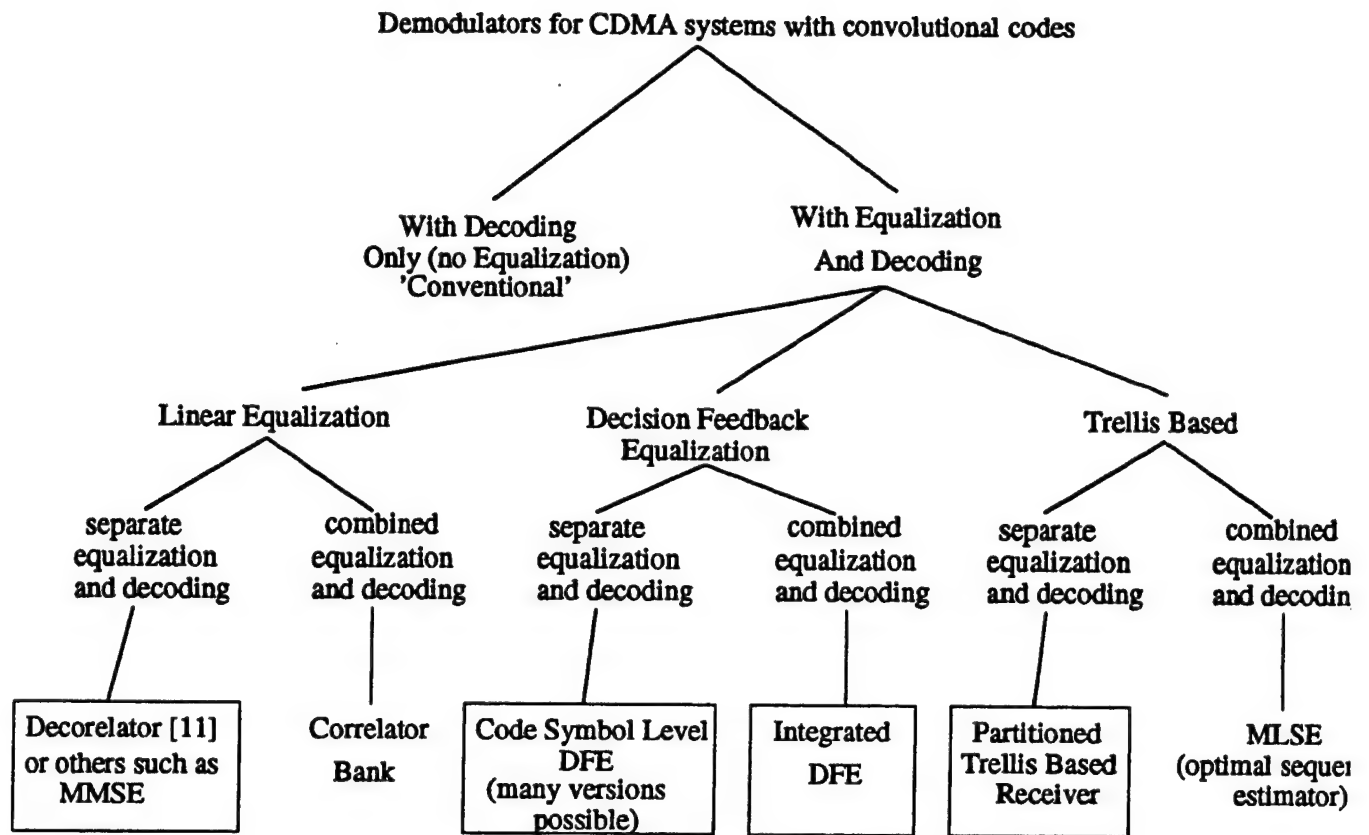 Demodulators for CDMA systems with convolutional codes
With Decoding
Only (no Equalization)
'Conventional'
With Equalization
And Decoding
Linear Equalization
Decision Feedback
Equalization
Trellis Based
separate
equalization
and decoding
combined
equalization
and decoding
separate
equalization
and decoding
combined
equalization
and decoding
separate
equalization
and decoding
combined
equalization
and decodin
Decorelator [11]
or others such as
MMSE
Correlator
Bank
Code Symbol Level
DFE
(many versions
possible)
Integrated
DFE
Partitioned
Trellis Based
Receiver
MLSE
(optimal sequen
estimator)